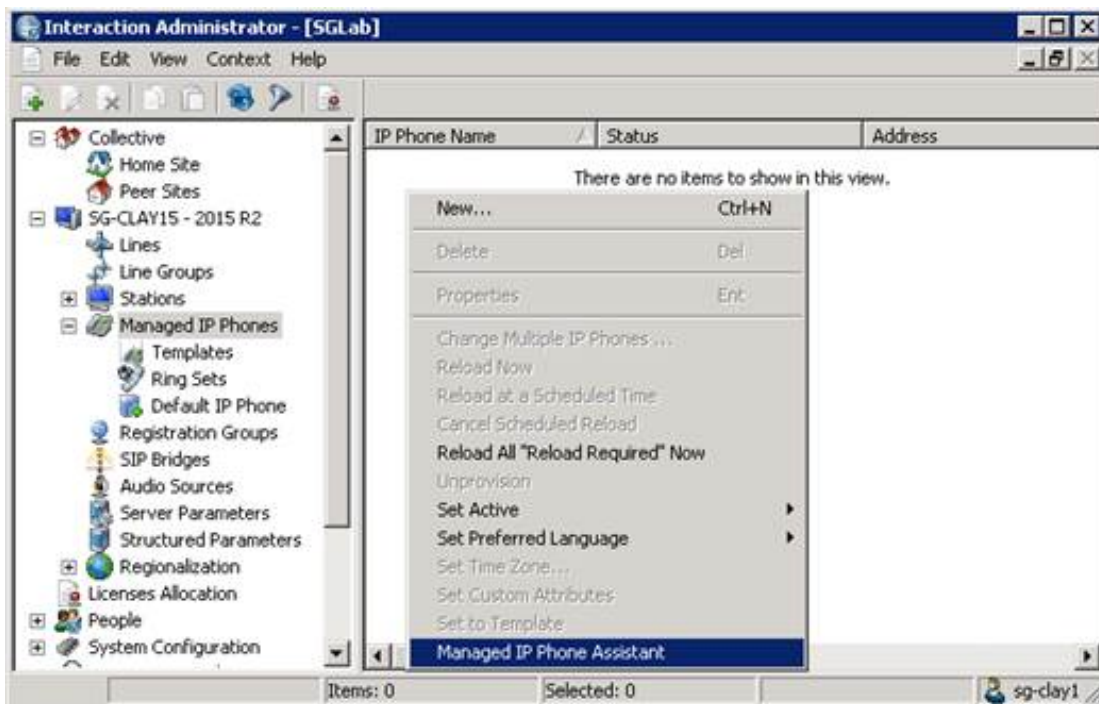 Interaction Administrator - [SGLab]
File Edit View Context Help
Collective
Home Site
Peer Sites
SG-CLAY15 - 2015 R2
Lines
Line Groups
Stations
Managed IP Phones
Templates
Ring Sets
Default IP Phone
Registration Groups
SIP Bridges
Audio Sources
Server Parameters
Structured Parameters
Regionalization
Licenses Allocation
People
System Configuration
IP Phone Name Status Address
There are no items to show in this view.
New... Ctrl+N
Delete Del
Properties Ent
Change Multiple IP Phones ...
Reload Now
Reload at a Scheduled Time
Cancel Scheduled Reload
Reload All "Reload Required" Now
Unprovision
Set Active
Set Preferred Language
Set Time Zone...
Set Custom Attributes
Set to Template
Managed IP Phone Assistant
Items: 0 Selected: 0 sg-clay1